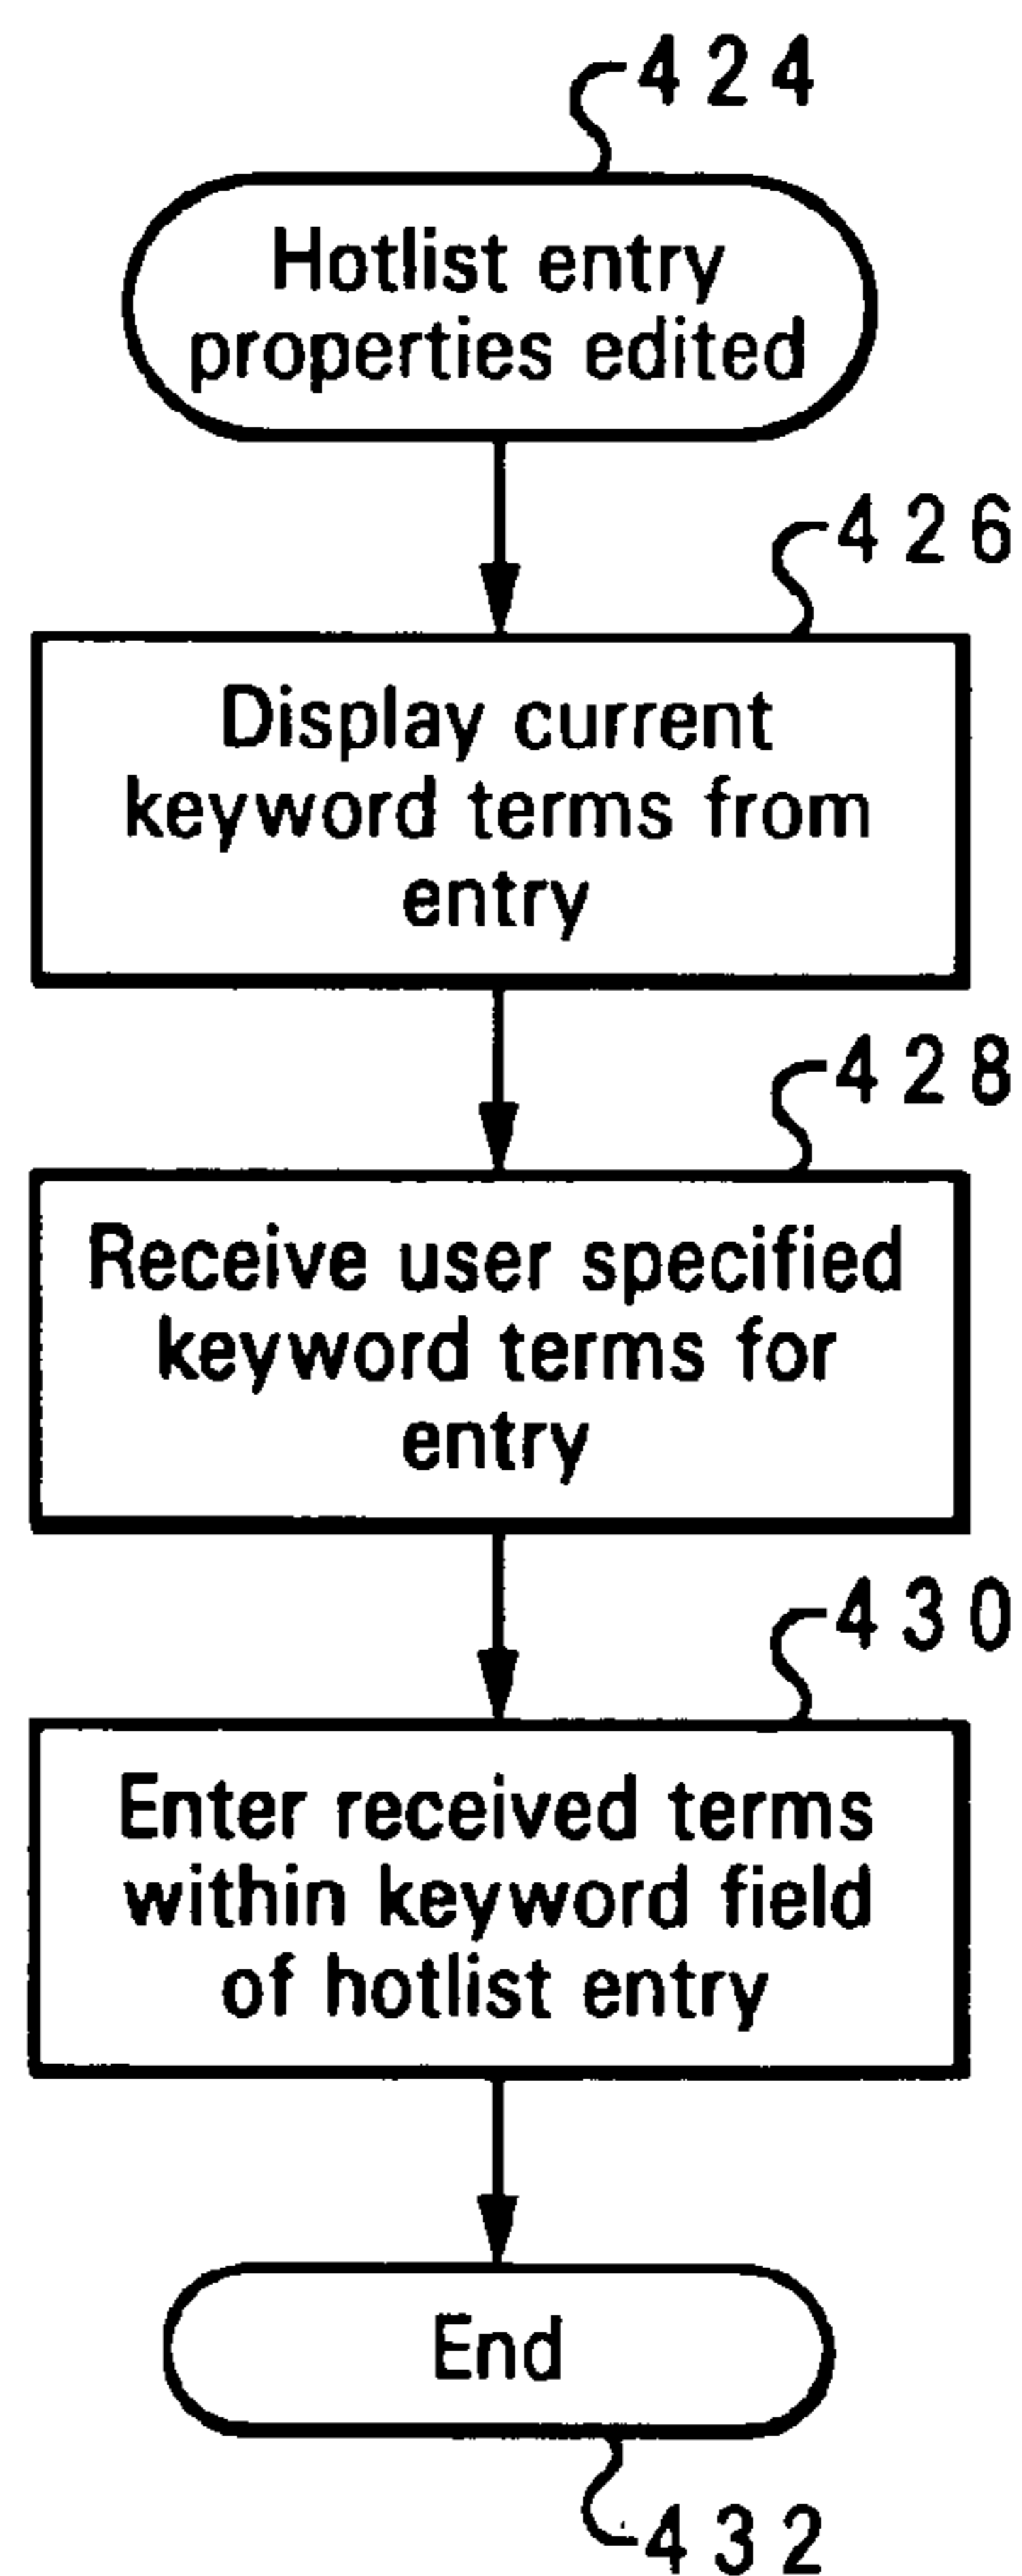 424
Hotlist entry
properties edited
426
Display current
keyword terms from
entry
428
Receive user specified
keyword terms for
entry
430
Enter received terms
within keyword field
of hotlist entry
End
432